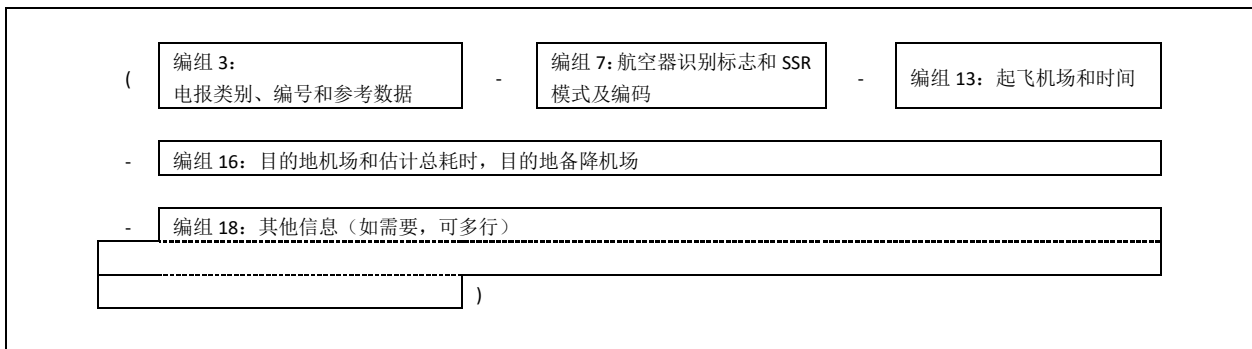 ( 编组 3：
电报类别、编号和参考数据 - 编组 7：航空器识别标志和 SSR
模式及编码 - 编组 13：起飞机场和时间
- 编组 16：目的地机场和估计总耗时，目的地备降机场
- 编组 18：其他信息（如需要，可多行）
)